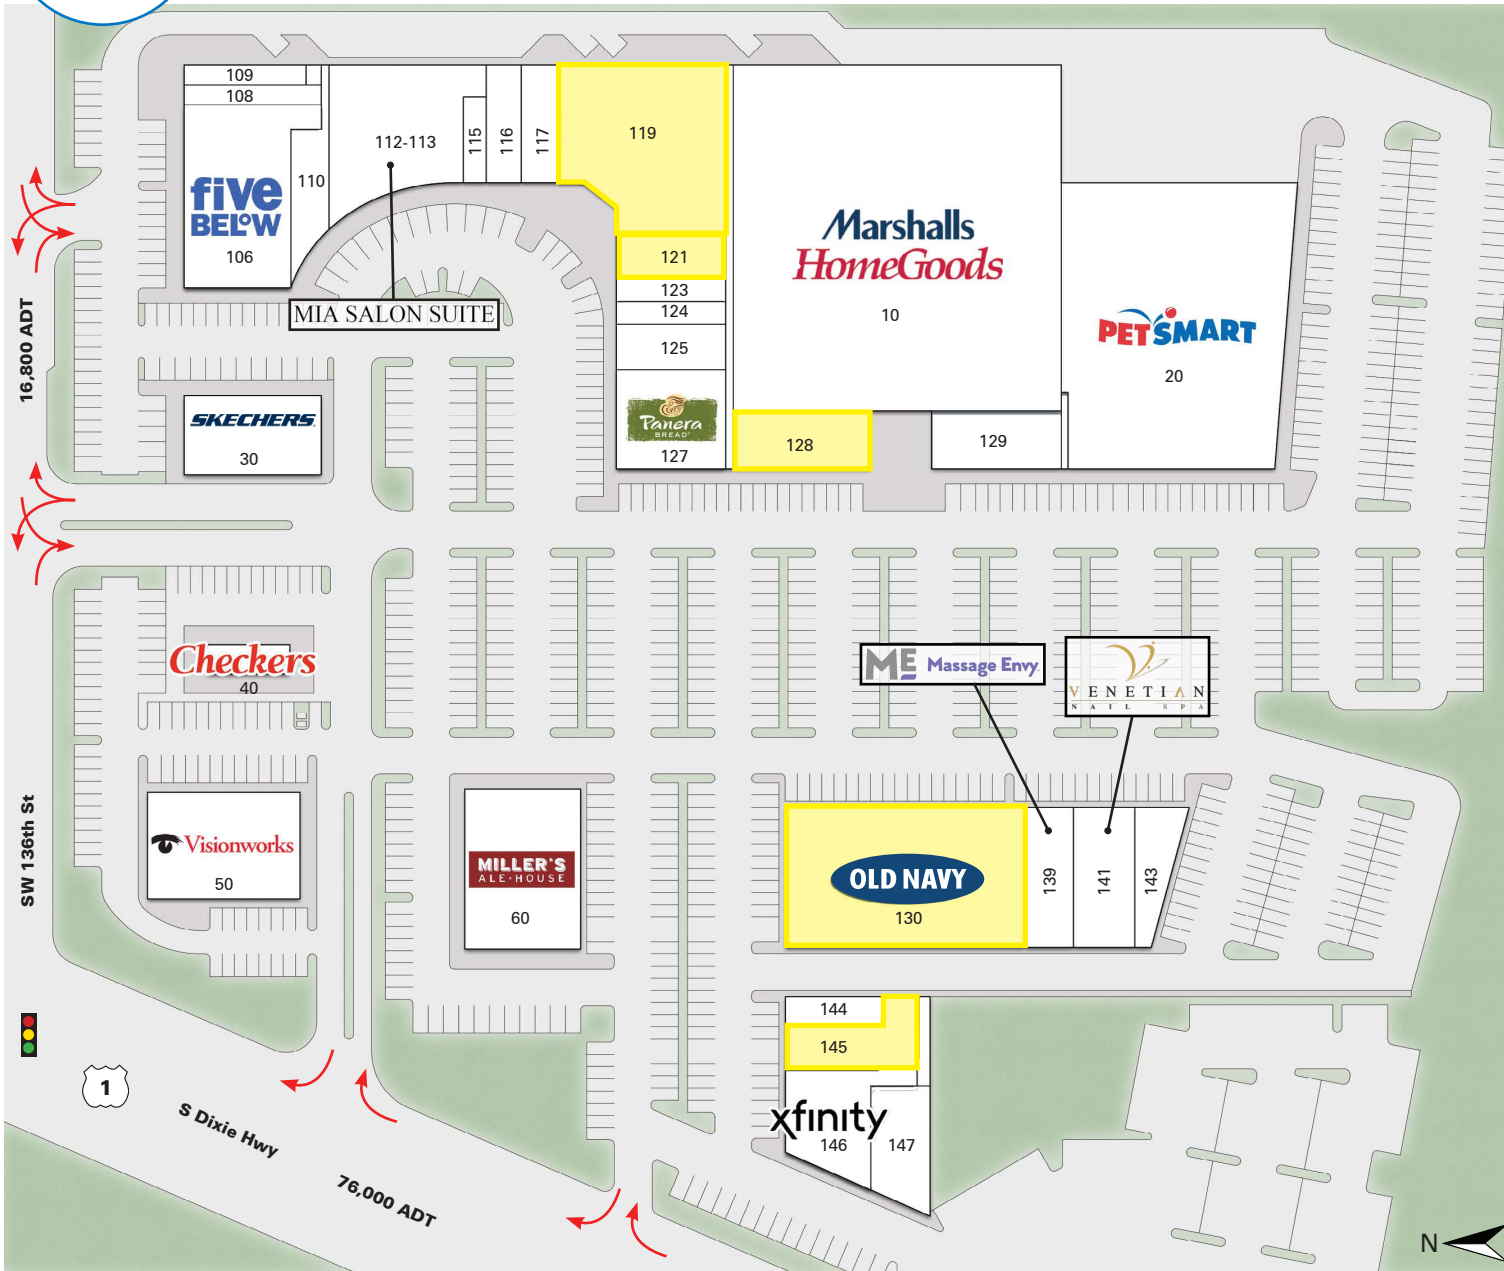 109
108
five
BELOW
106
110
112-113
115
116
117
119
121
123
124
125
Panera
BREAD
127
MIA SALON SUITE
Marshalls
HomeGoods
10
PETSMART
20
128
129
16,800 ADT
SKECHERS
30
Checkers
40
ME Massage Envy
VENETIAN
NAIL SPA
SW 136th St
Visionworks
50
MILLER'S
ALE·HOUSE
60
OLD NAVY
130
139
141
143
144
145
xfinity
146
147
1
S Dixie Hwy
76,000 ADT
N